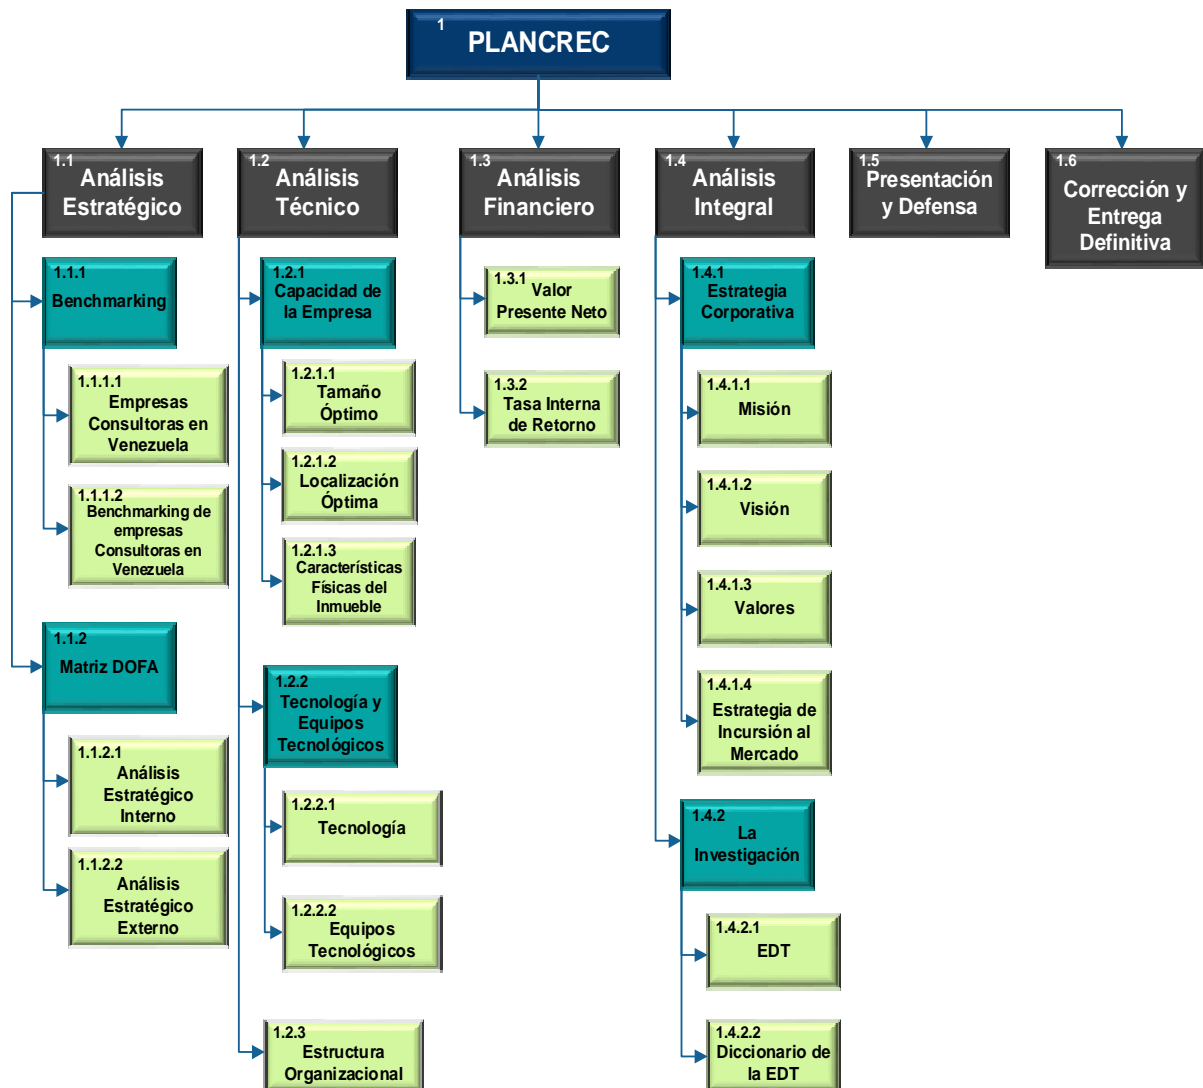 1
PLANCREC
1.1
Análisis
Estratégico
1.2
Análisis
Técnico
1.3
Análisis
Financiero
1.4
Análisis
Integral
1.5
Presentación
y Defensa
1.6
Corrección y
Entrega
Definitiva
1.1.1
Benchmarking
1.1.1.1
Empresas
Consultoras en
Venezuela
1.1.1.2
Benchmarking de
empresas
Consultoras en
Venezuela
1.1.2
Matriz DOFA
1.1.2.1
Análisis
Estratégico
Interno
1.1.2.2
Análisis
Estratégico
Externo
1.2.1
Capacidad de
la Empresa
1.2.1.1
Tamaño
Óptimo
1.2.1.2
Localización
Óptima
1.2.1.3
Características
Físicas del
Inmueble
1.2.2
Tecnología y
Equipos
Tecnológicos
1.2.2.1
Tecnología
1.2.2.2
Equipos
Tecnológicos
1.2.3
Estructura
Organizacional
1.3.1
Valor
Presente Neto
1.3.2
Tasa Interna
de Retorno
1.4.1
Estrategia
Corporativa
1.4.1.1
Misión
1.4.1.2
Visión
1.4.1.3
Valores
1.4.1.4
Estrategia de
Incursión al
Mercado
1.4.2
La
Investigación
1.4.2.1
EDT
1.4.2.2
Diccionario de
la EDT